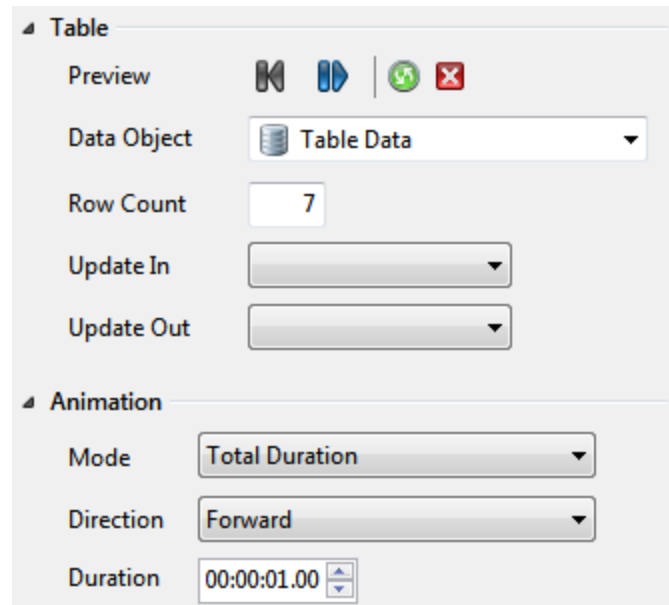 Table
Preview
Data Object Table Data
Row Count 7
Update In
Update Out
Animation
Mode Total Duration
Direction Forward
Duration 00:00:01.00